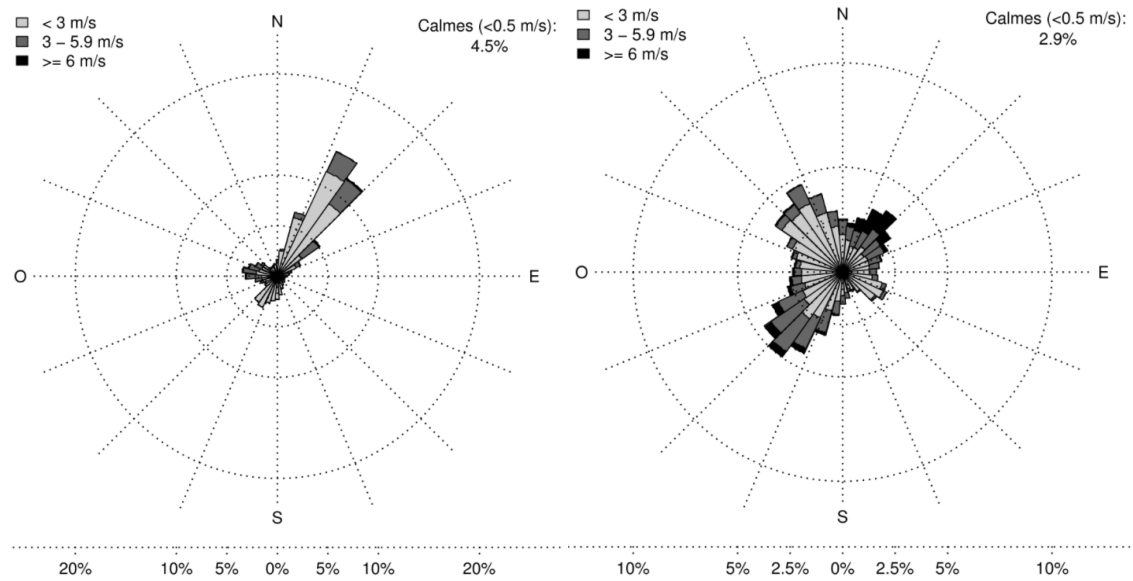 < 3 m/s
3 – 5.9 m/s
>= 6 m/s
N
Calmes (<0.5 m/s):
4.5%
O
E
S
20% 10% 5% 0% 5% 10% 20%
< 3 m/s
3 – 5.9 m/s
>= 6 m/s
N
Calmes (<0.5 m/s):
2.9%
O
E
S
10% 5% 2.5% 0% 2.5% 5% 10%